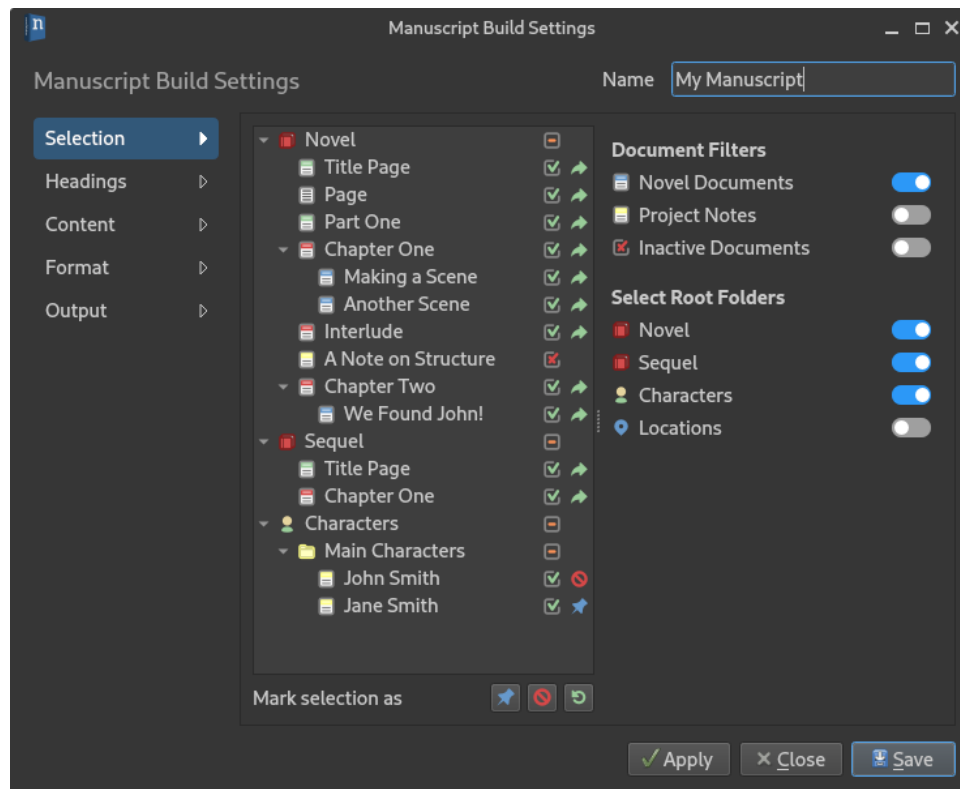 n
Manuscript Build Settings
Manuscript Build Settings
Name
My Manuscript
Selection
Headings
Content
Format
Output
Novel
Title Page
Page
Part One
Chapter One
Making a Scene
Another Scene
Interlude
A Note on Structure
Chapter Two
We Found John!
Sequel
Title Page
Chapter One
Characters
Main Characters
John Smith
Jane Smith
Mark selection as
Document Filters
Novel Documents
Project Notes
Inactive Documents
Select Root Folders
Novel
Sequel
Characters
Locations
Apply
Close
Save